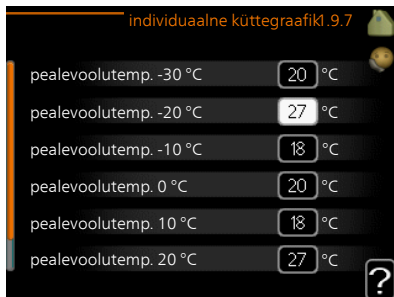 individuaalne küttegraafik1.9.7
pealevoolutemp. -30 °C 20 °C
pealevoolutemp. -20 °C 27 °C
pealevoolutemp. -10 °C 18 °C
pealevoolutemp. 0 °C 20 °C
pealevoolutemp. 10 °C 18 °C
pealevoolutemp. 20 °C 27 °C
?